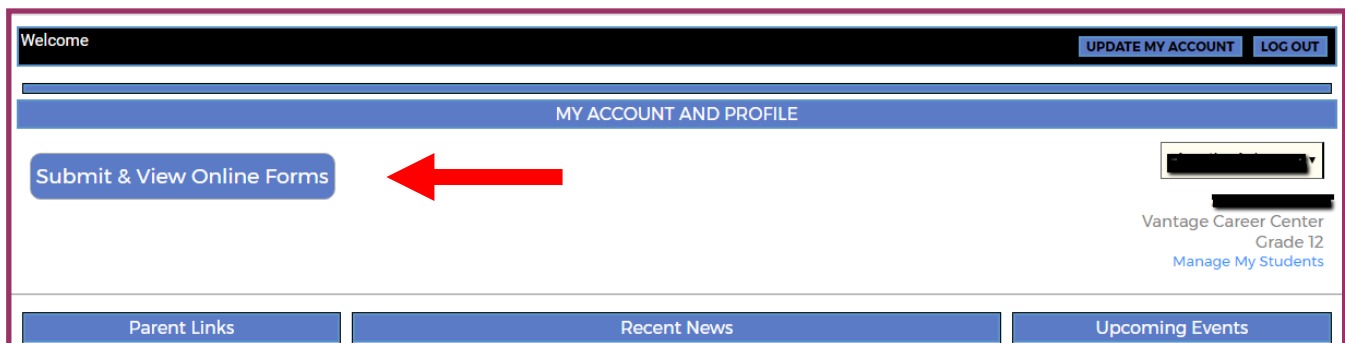 Welcome
UPDATE MY ACCOUNT
LOG OUT
MY ACCOUNT AND PROFILE
Submit & View Online Forms
Vantage Career Center
Grade 12
Manage My Students
Parent Links
Recent News
Upcoming Events